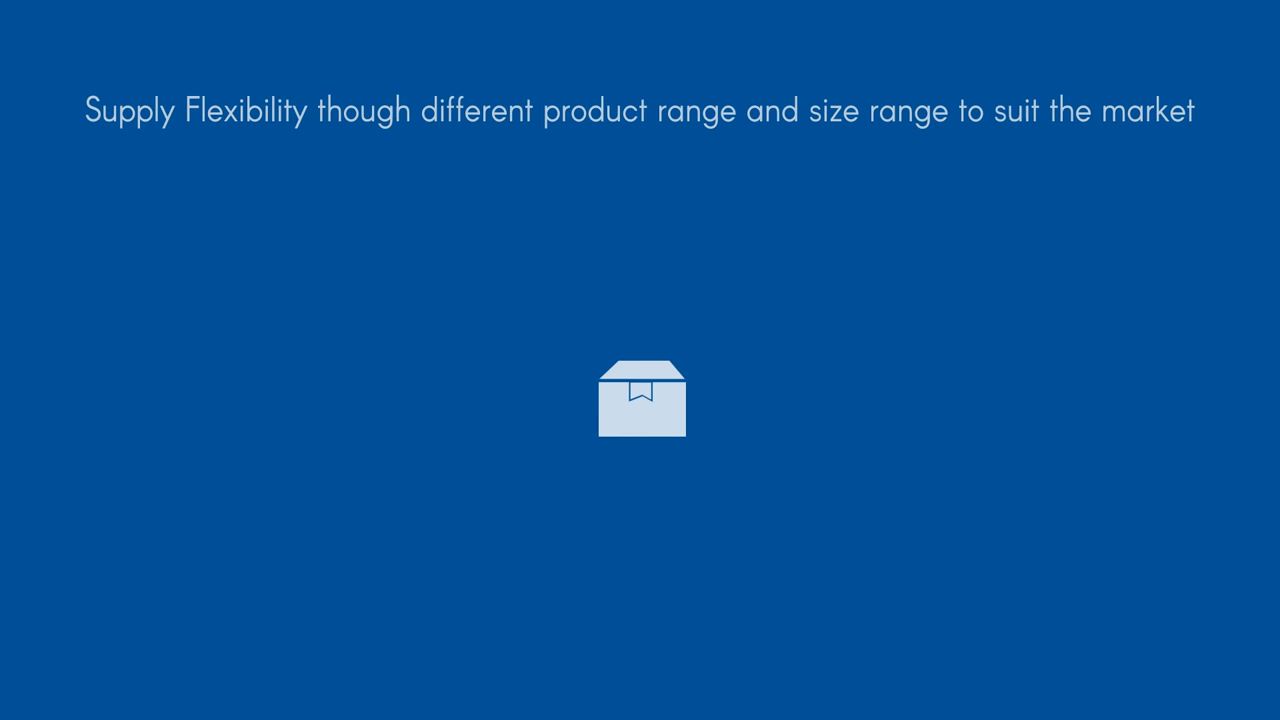 Supply Flexibility though different product range and size range to suit the market